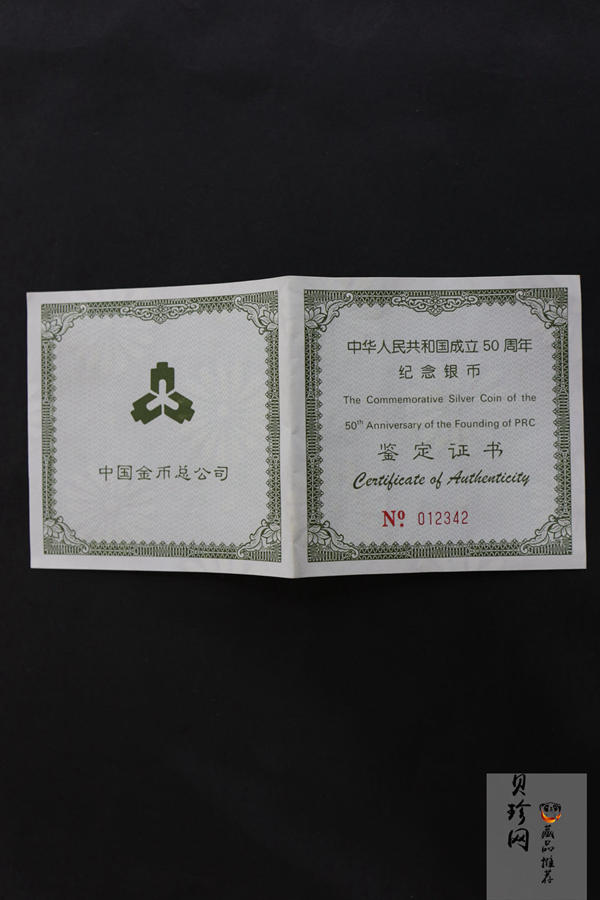 中国金币总公司
中华人民共和国成立 50 周年
纪念银币
The Commemorative Silver Coin of the
50th Anniversary of the Founding of PRC
鉴定证书
Certificate of Authenticity
Nº 012342
贝珍网
藏品推荐